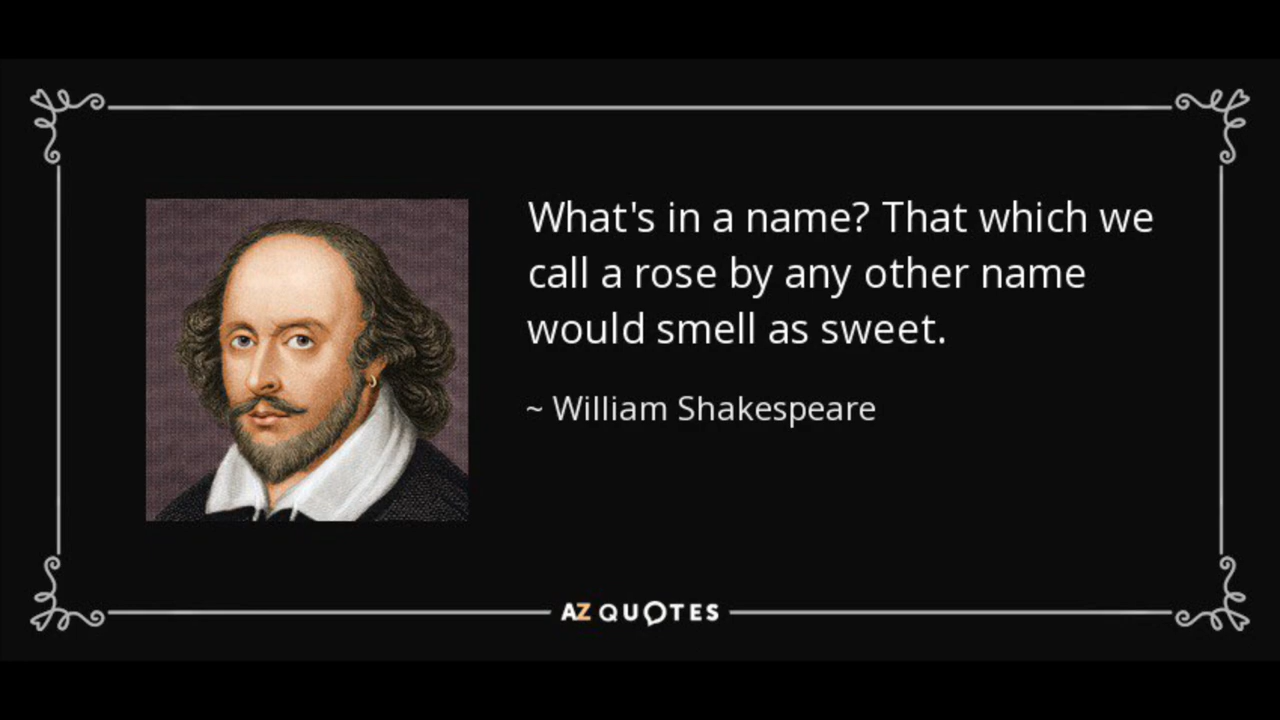 What's in a name? That which we
call a rose by any other name
would smell as sweet.
~ William Shakespeare
AZ QUOTES